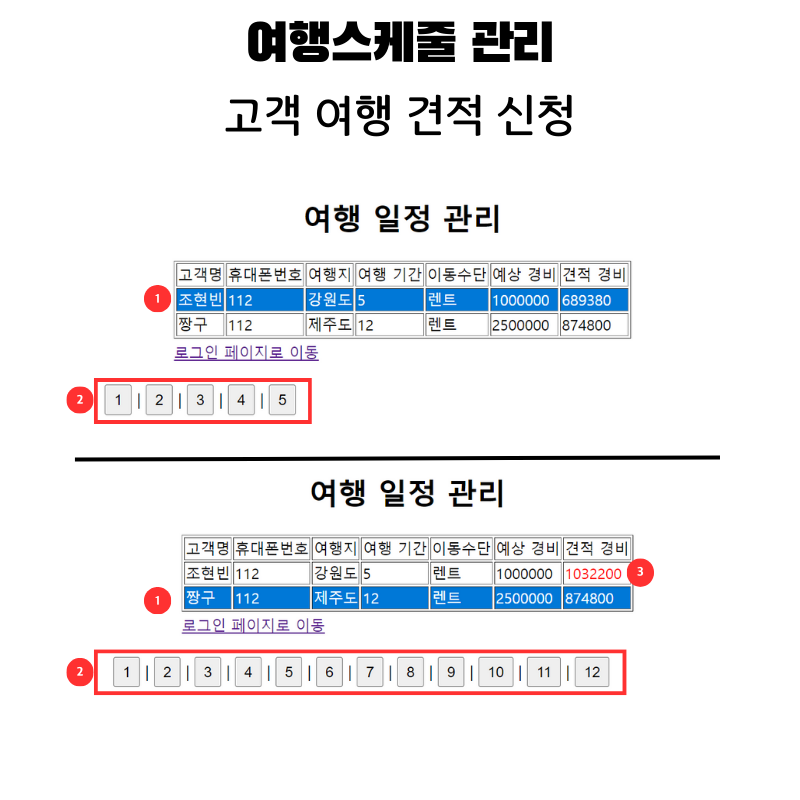 여행스케줄 관리
고객 여행 견적 신청
여행 일정 관리
고객명 휴대폰번호 여행지 여행 기간 이동수단 예상 경비 견적 경비
1 조현빈 112 강원도 5 렌트 1000000 689380
짱구 112 제주도 12 렌트 2500000 874800
로그인 페이지로 이동
2 1 | 2 | 3 | 4 | 5
여행 일정 관리
고객명 휴대폰번호 여행지 여행 기간 이동수단 예상 경비 견적 경비
조현빈 112 강원도 5 렌트 1000000 1032200 3
1 짱구 112 제주도 12 렌트 2500000 874800
로그인 페이지로 이동
2 1 | 2 | 3 | 4 | 5 | 6 | 7 | 8 | 9 | 10 | 11 | 12